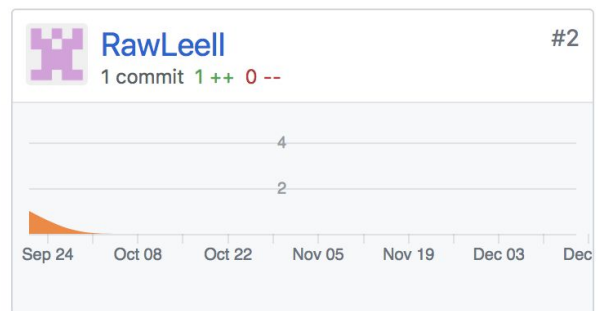 RawLeell
#2
1 commit 1 ++ 0 --
4
2
Sep 24 Oct 08 Oct 22 Nov 05 Nov 19 Dec 03 Dec